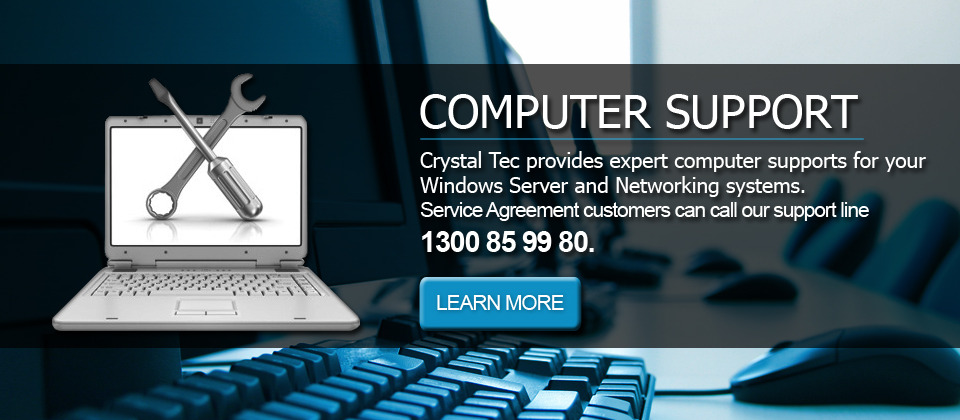 COMPUTER SUPPORT
Crystal Tec provides expert computer supports for your
Windows Server and Networking systems.
Service Agreement customers can call our support line
1300 85 99 80.
LEARN MORE